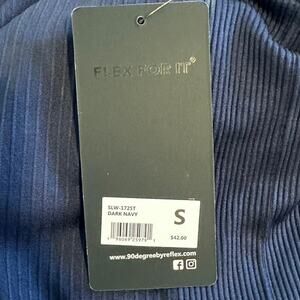 FLEX FOR IT®
SLW-1725T
DARK NAVY
S
$42.00
www.90degreebyreflex.com